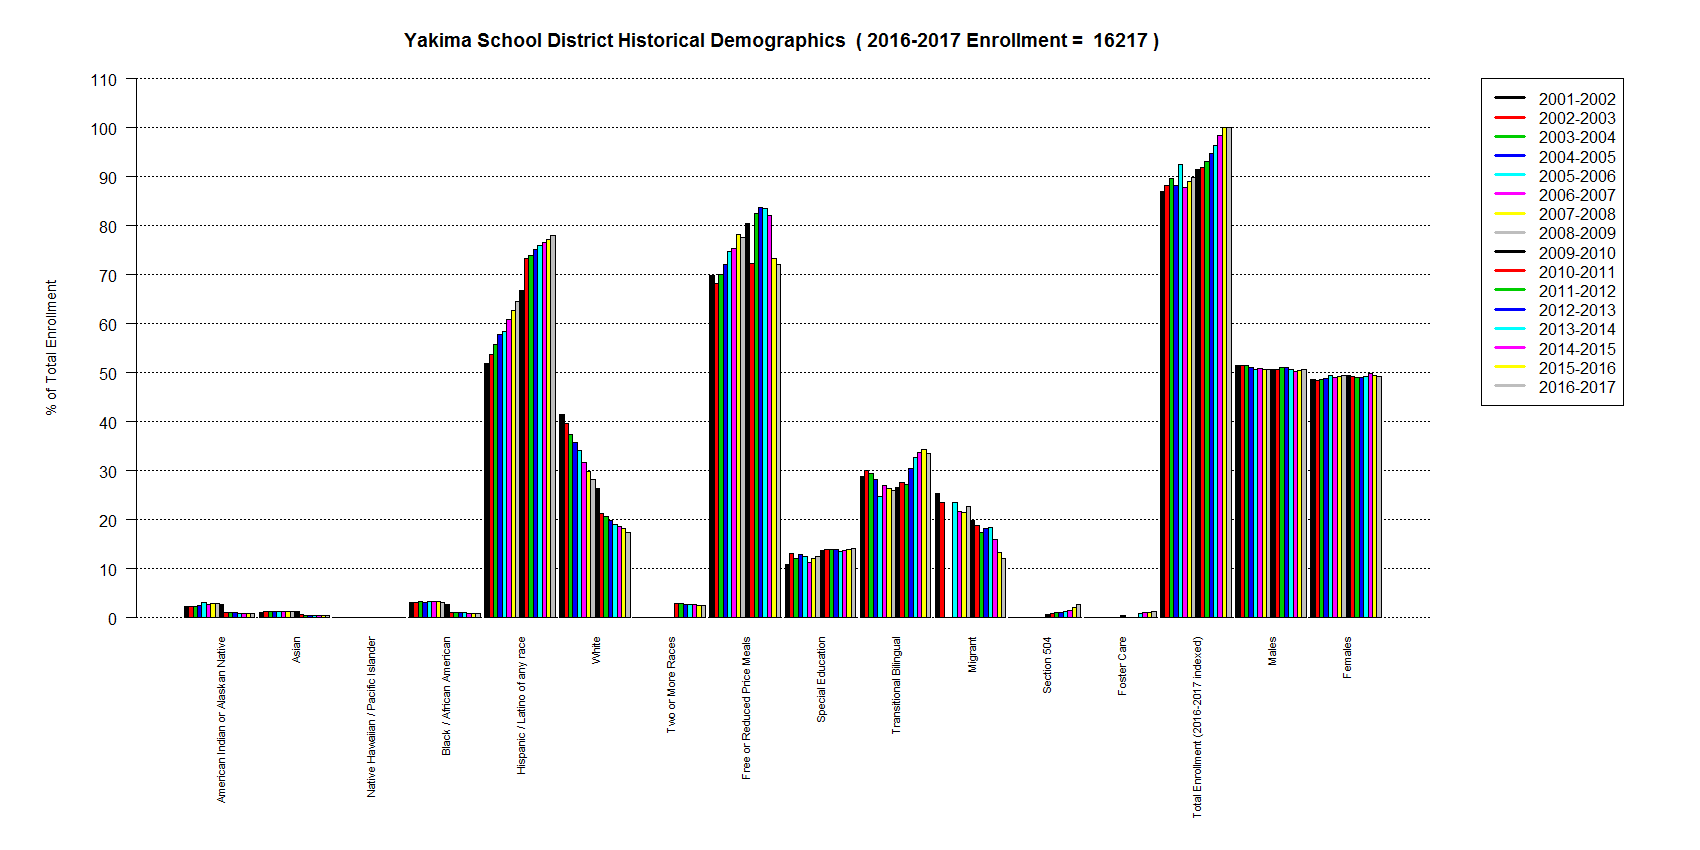 Yakima School District Historical Demographics ( 2016-2017 Enrollment = 16217 )
% of Total Enrollment
110
100
90
80
70
60
50
40
30
20
10
0
American Indian or Alaskan Native
Asian
Native Hawaiian / Pacific Islander
Black / African American
Hispanic / Latino of any race
White
Two or More Races
Free or Reduced Price Meals
Special Education
Transitional Bilingual
Migrant
Section 504
Foster Care
Total Enrollment (2016-2017 indexed)
Males
Females
2001-2002
2002-2003
2003-2004
2004-2005
2005-2006
2006-2007
2007-2008
2008-2009
2009-2010
2010-2011
2011-2012
2012-2013
2013-2014
2014-2015
2015-2016
2016-2017